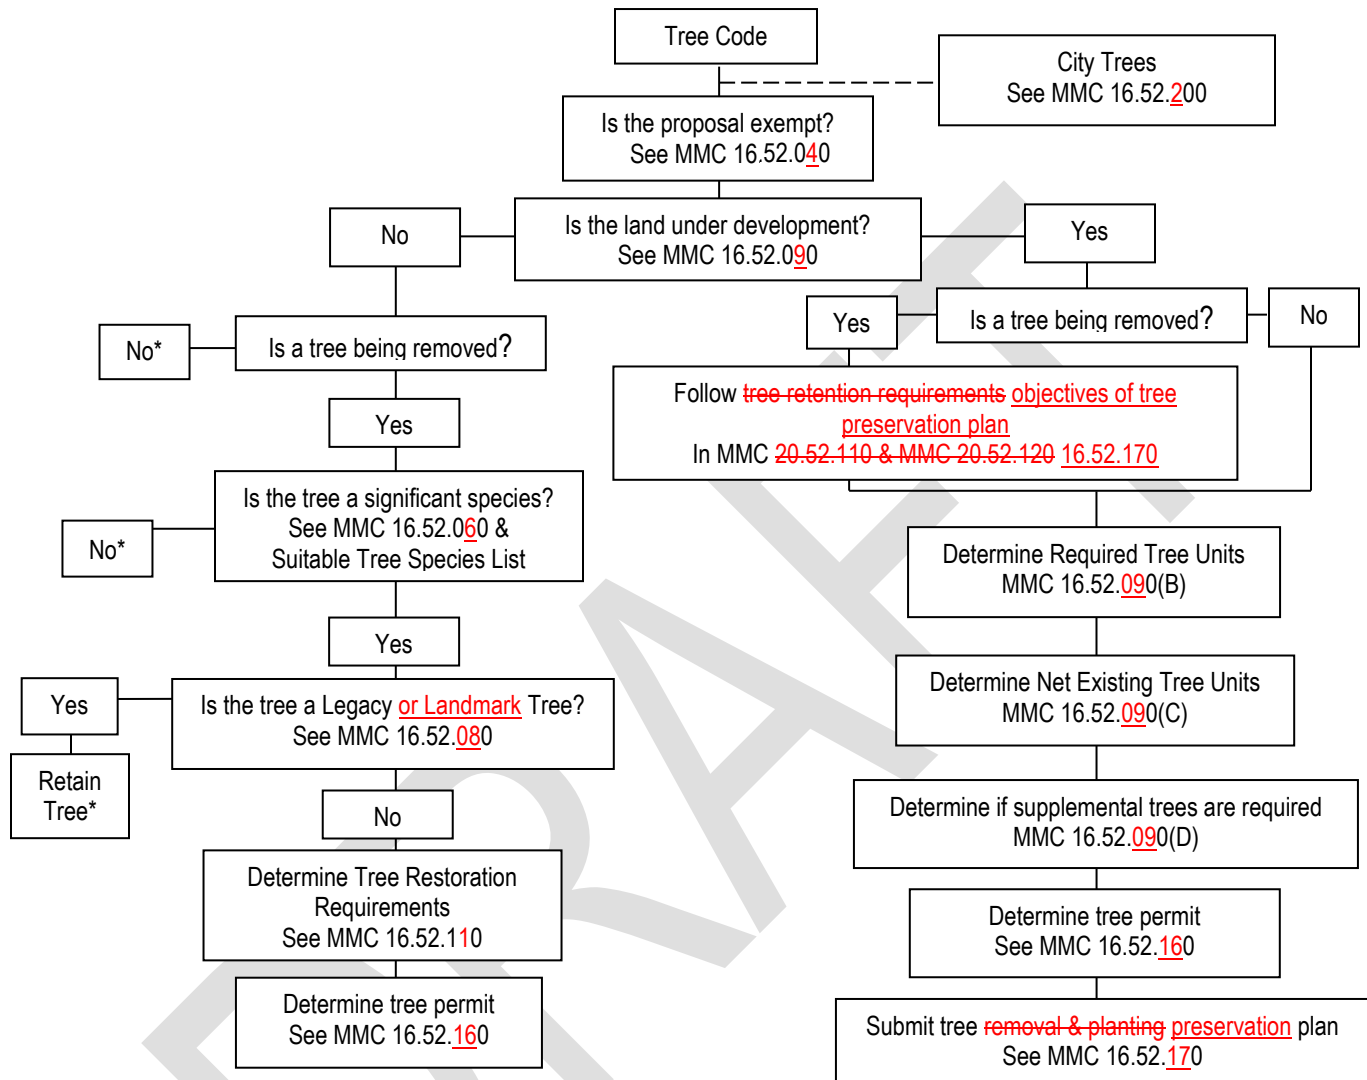 Tree Code
City Trees
See MMC 16.52.200
Is the proposal exempt?
See MMC 16.52.040
Is the land under development?
See MMC 16.52.090
No
Yes
No*
Is a tree being removed?
Yes
Is a tree being removed?
No
Yes
Follow tree retention requirements objectives of tree
preservation plan
In MMC 20.52.110 & MMC 20.52.120 16.52.170
Is the tree a significant species?
See MMC 16.52.060 &
Suitable Tree Species List
No*
Determine Required Tree Units
MMC 16.52.090(B)
Yes
Yes
Is the tree a Legacy or Landmark Tree?
See MMC 16.52.080
Determine Net Existing Tree Units
MMC 16.52.090(C)
Retain
Tree*
No
Determine if supplemental trees are required
MMC 16.52.090(D)
Determine Tree Restoration
Requirements
See MMC 16.52.110
Determine tree permit
See MMC 16.52.160
Determine tree permit
See MMC 16.52.160
Submit tree removal & planting preservation plan
See MMC 16.52.170
DRAFT